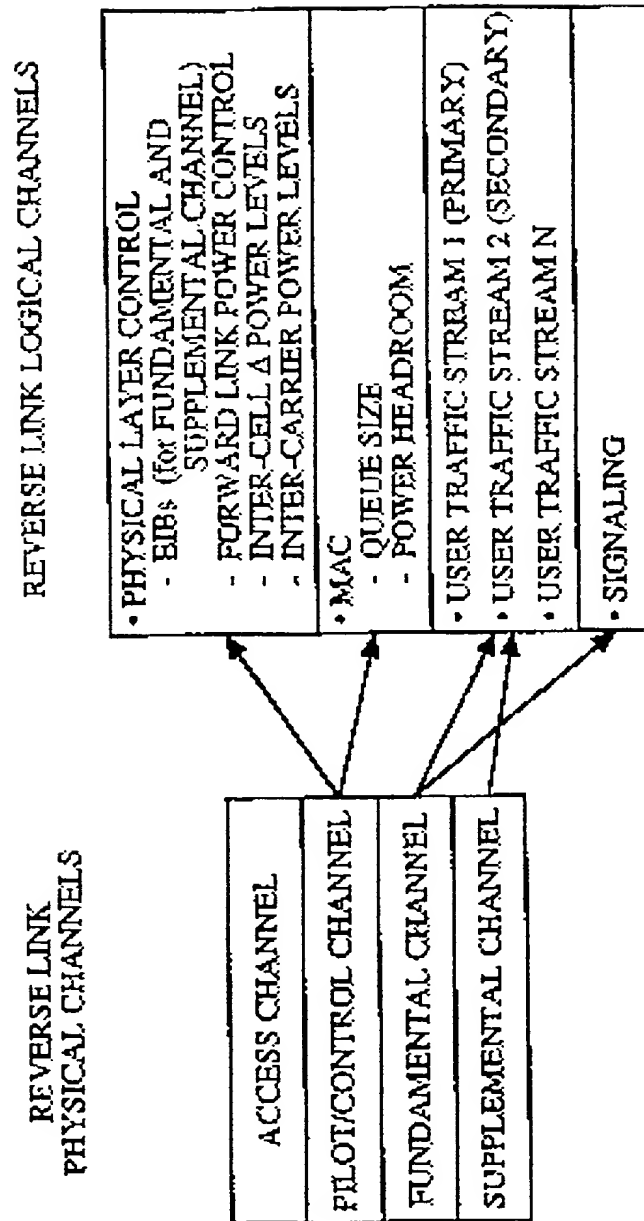 REVERSE LINK
PHYSICAL CHANNELS
ACCESS CHANNEL
PILOT/CONTROL CHANNEL
FUNDAMENTAL CHANNEL
SUPPLEMENTAL CHANNEL
REVERSE LINK LOGICAL CHANNELS
• PHYSICAL LAYER CONTROL
- EIBs (for FUNDAMENTAL AND
SUPPLEMENTAL CHANNEL)
- FORWARD LINK POWER CONTROL
- INTER-CELL Δ POWER LEVELS
- INTER-CARRIER POWER LEVELS
• MAC
- QUEUE SIZE
- POWER HEADROOM
• USER TRAFFIC STREAM 1 (PRIMARY)
• USER TRAFFIC STREAM 2 (SECONDARY)
• USER TRAFFIC STREAM N
• SIGNALING